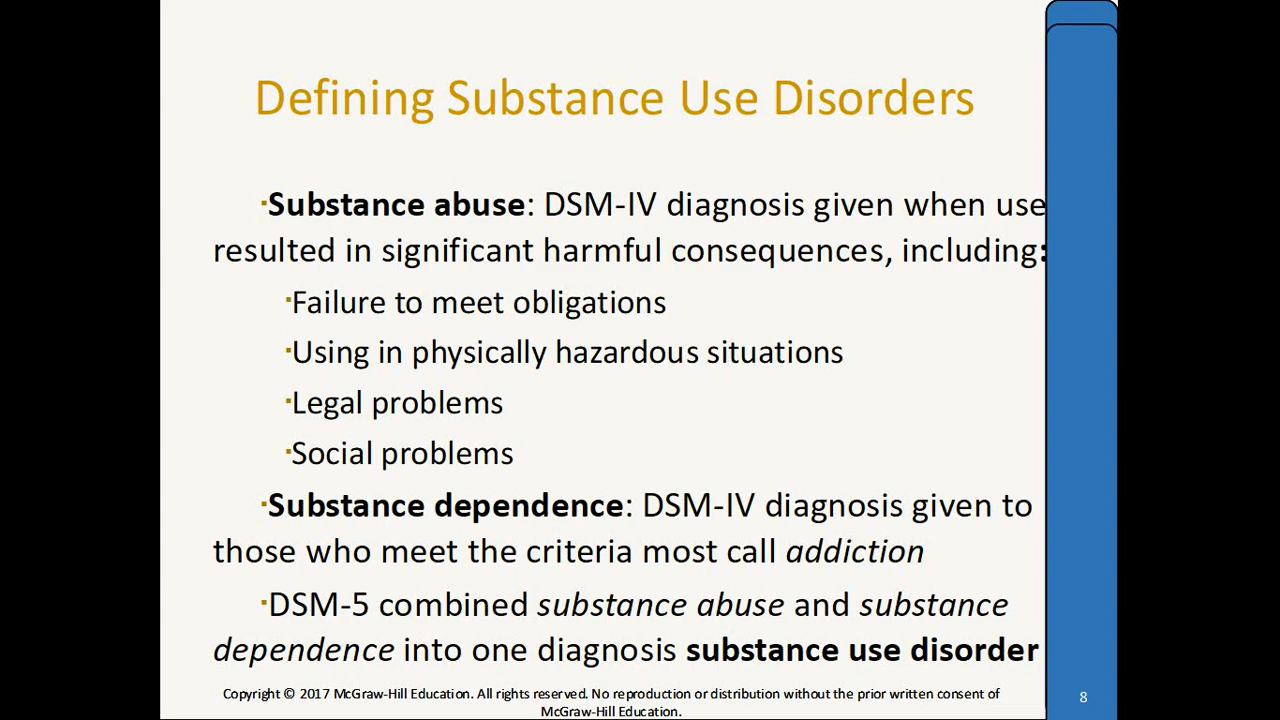 Defining Substance Use Disorders
▪Substance abuse: DSM-IV diagnosis given when use
resulted in significant harmful consequences, including:
▪Failure to meet obligations
▪Using in physically hazardous situations
▪Legal problems
▪Social problems
▪Substance dependence: DSM-IV diagnosis given to
those who meet the criteria most call addiction
▪DSM-5 combined substance abuse and substance
dependence into one diagnosis substance use disorder
Copyright © 2017 McGraw-Hill Education. All rights reserved. No reproduction or distribution without the prior written consent of
McGraw-Hill Education.
8